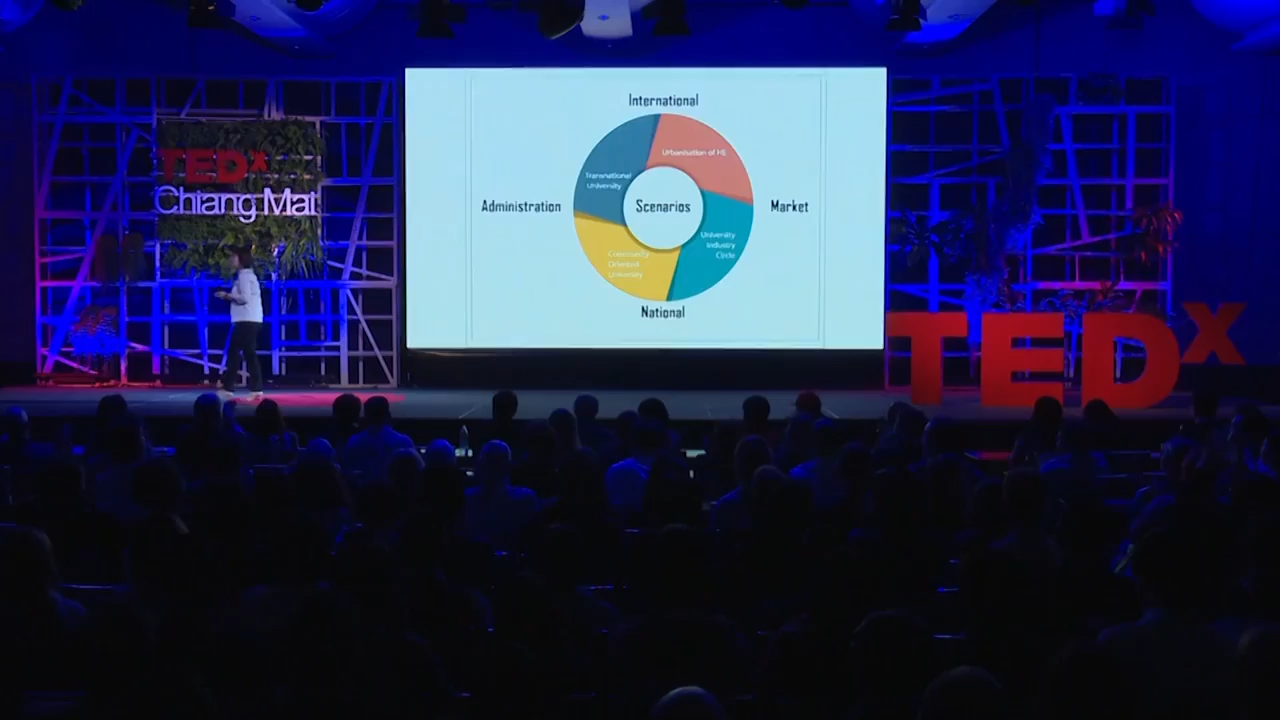 TEDx
Chiang Mai
International
Urbanisation of HE
Transnational
University
Administration
Scenarios
Market
University
Industry
Cycle
Community
Oriented
University
National
TEDx